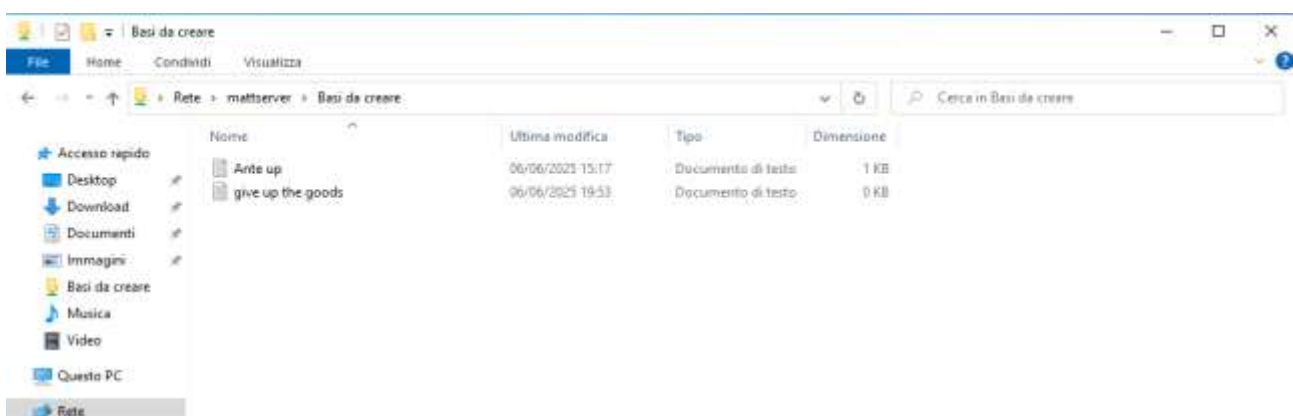 Basi da creare
File Home Condividi Visualizza
Rete › mattserver › Basi da creare
Cerca in Basi da creare
Nome Ultima modifica Tipo Dimensione
Accesso rapido
Desktop
Download
Documenti
Immagini
Basi da creare
Musica
Video
Questo PC
Rete
Ante up 06/06/2025 15:17 Documento di testo 1 KB
give up the goods 06/06/2025 19:53 Documento di testo 0 KB